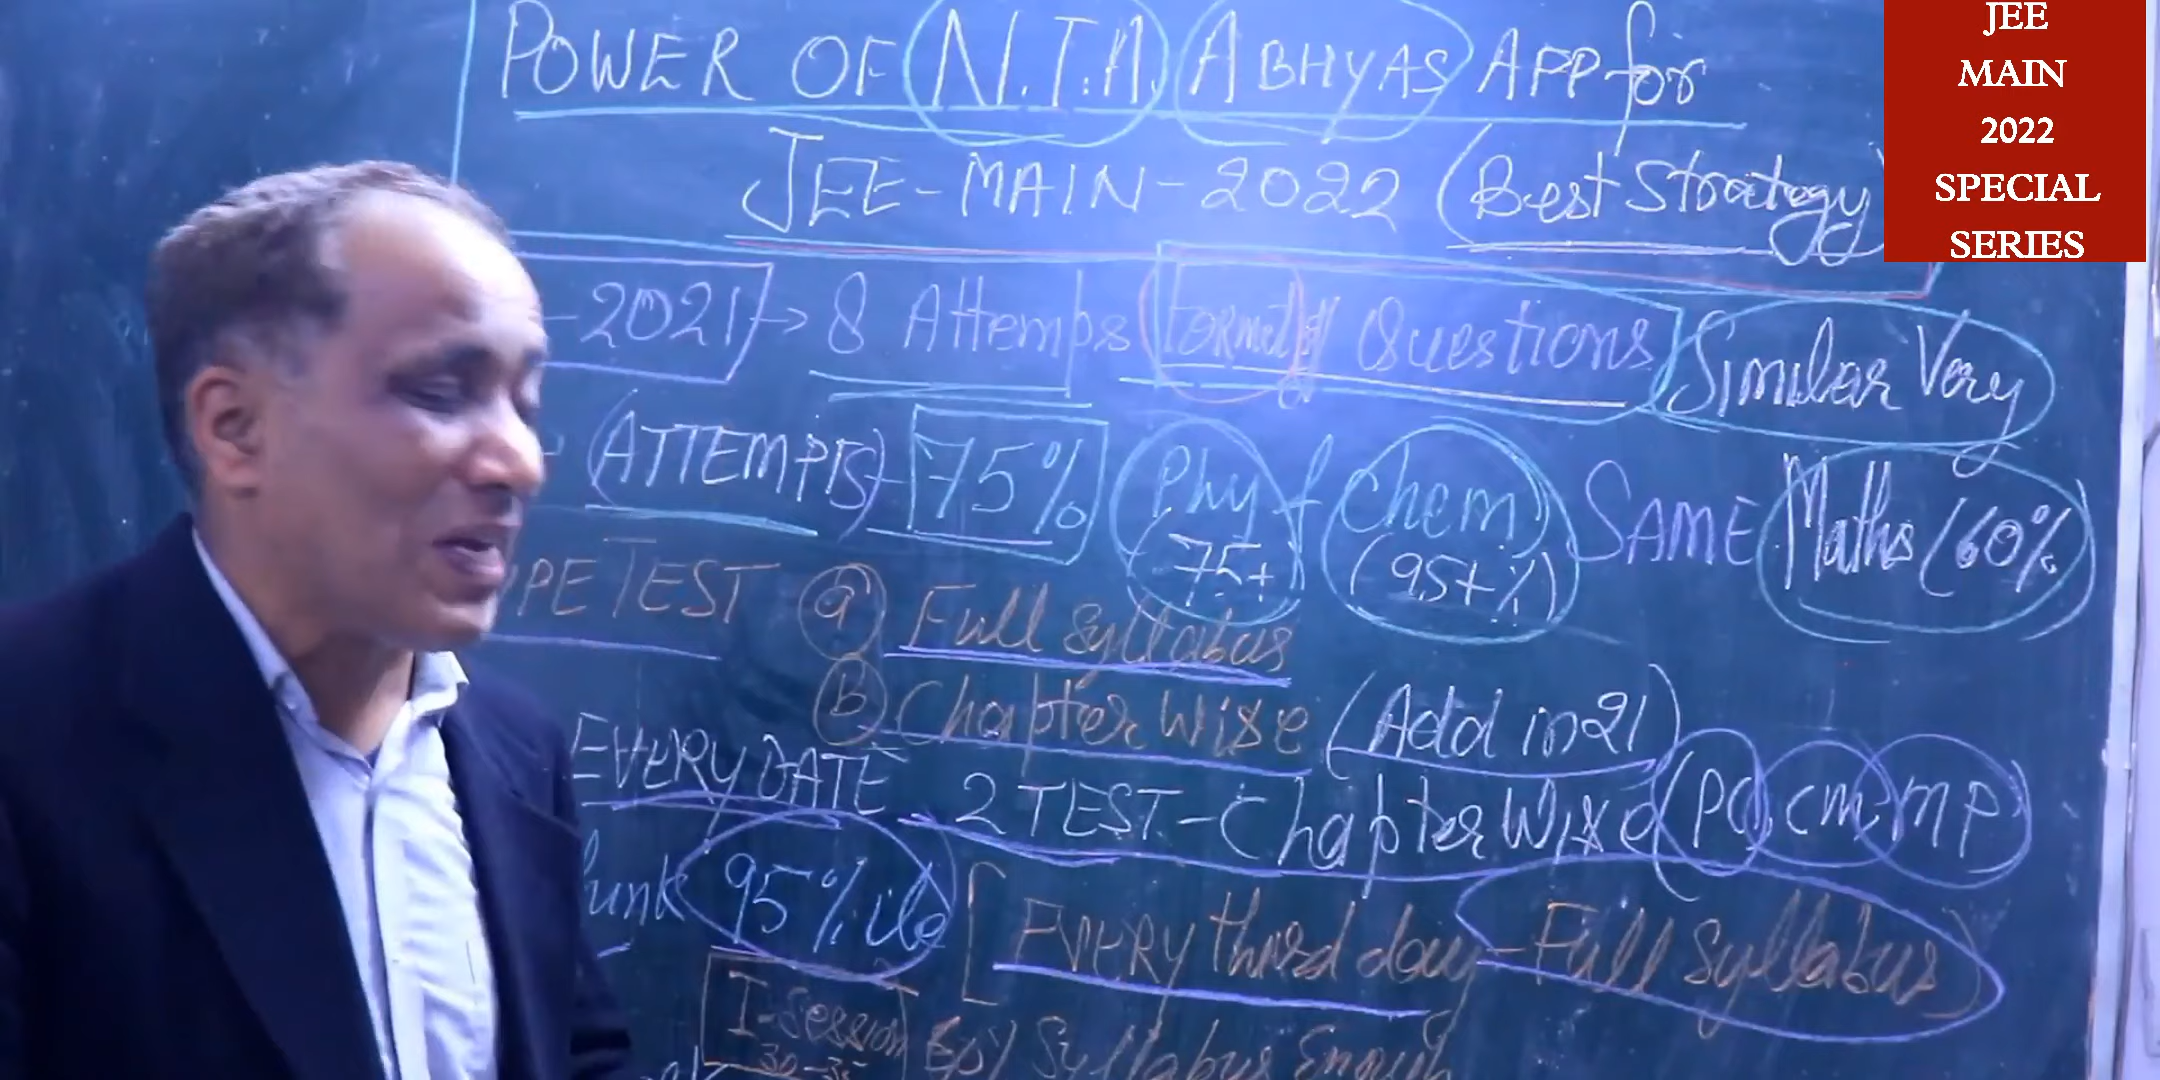 POWER OF N.T.A. ABHYAS APP for
JEE-MAIN-2022 (Best Strategy)
-2021 → 8 Attemps Format of Questions Similar Very
(ATTEMPTS)-75% Phy (75+ f Chem (95+%) SAME Maths (60%
PE TEST (a) Full Syllabus
(B) Chapter Wise (Add in 21)
EVERY DATE 2 TEST - Chapter Wise (PC, CM, MP)
95%ile [EVERY third day - Full Syllabus)
I-Session Syllabus Enough
30-35
JEE
MAIN
2022
SPECIAL
SERIES